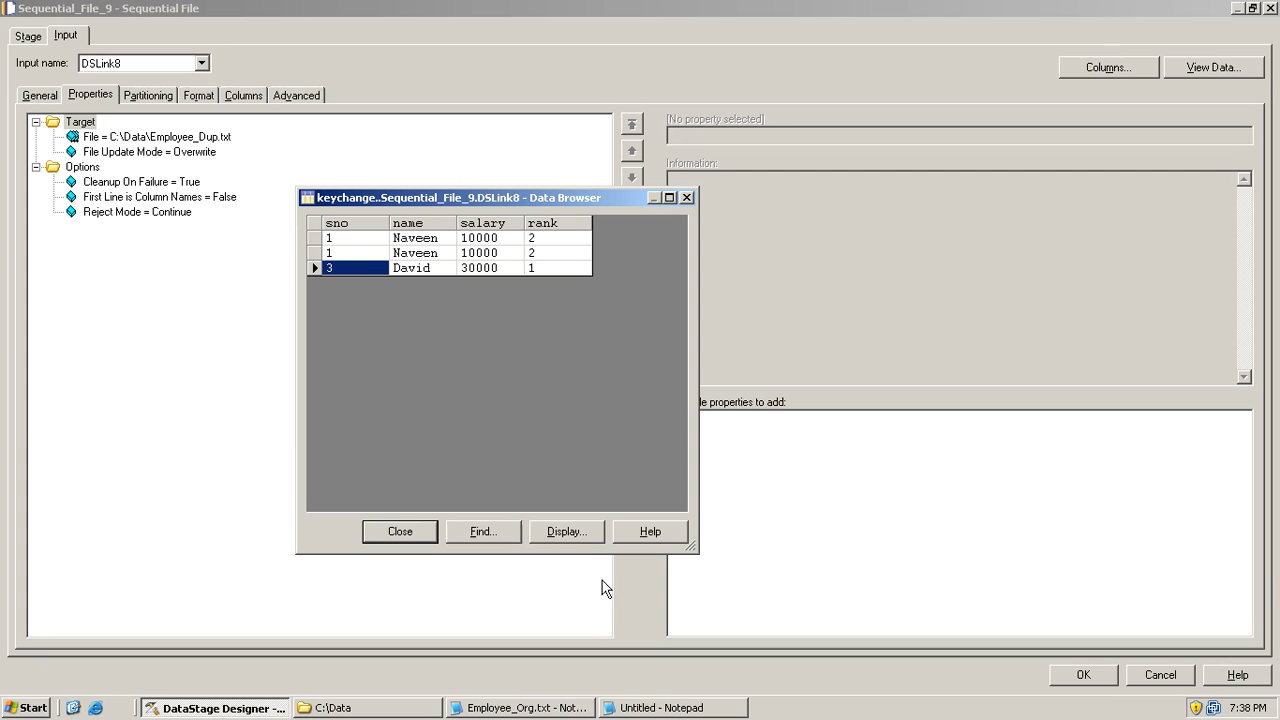 Sequential_File_9 - Sequential File
Stage Input
Input name: DSLink8 Columns... View Data...
General Properties Partitioning Format Columns Advanced
Target
File = C:\Data\Employee_Dup.txt
File Update Mode = Overwrite
Options
Cleanup On Failure = True
First Line is Column Names = False
Reject Mode = Continue
[No property selected]
Information:
keychange..Sequential_File_9.DSLink8 - Data Browser
sno name salary rank
1 Naveen 10000 2
1 Naveen 10000 2
3 David 30000 1
Close Find... Display... Help
properties to add:
OK Cancel Help
Start DataStage Designer -... C:\Data Employee_Org.txt - Not... Untitled - Notepad 7:38 PM